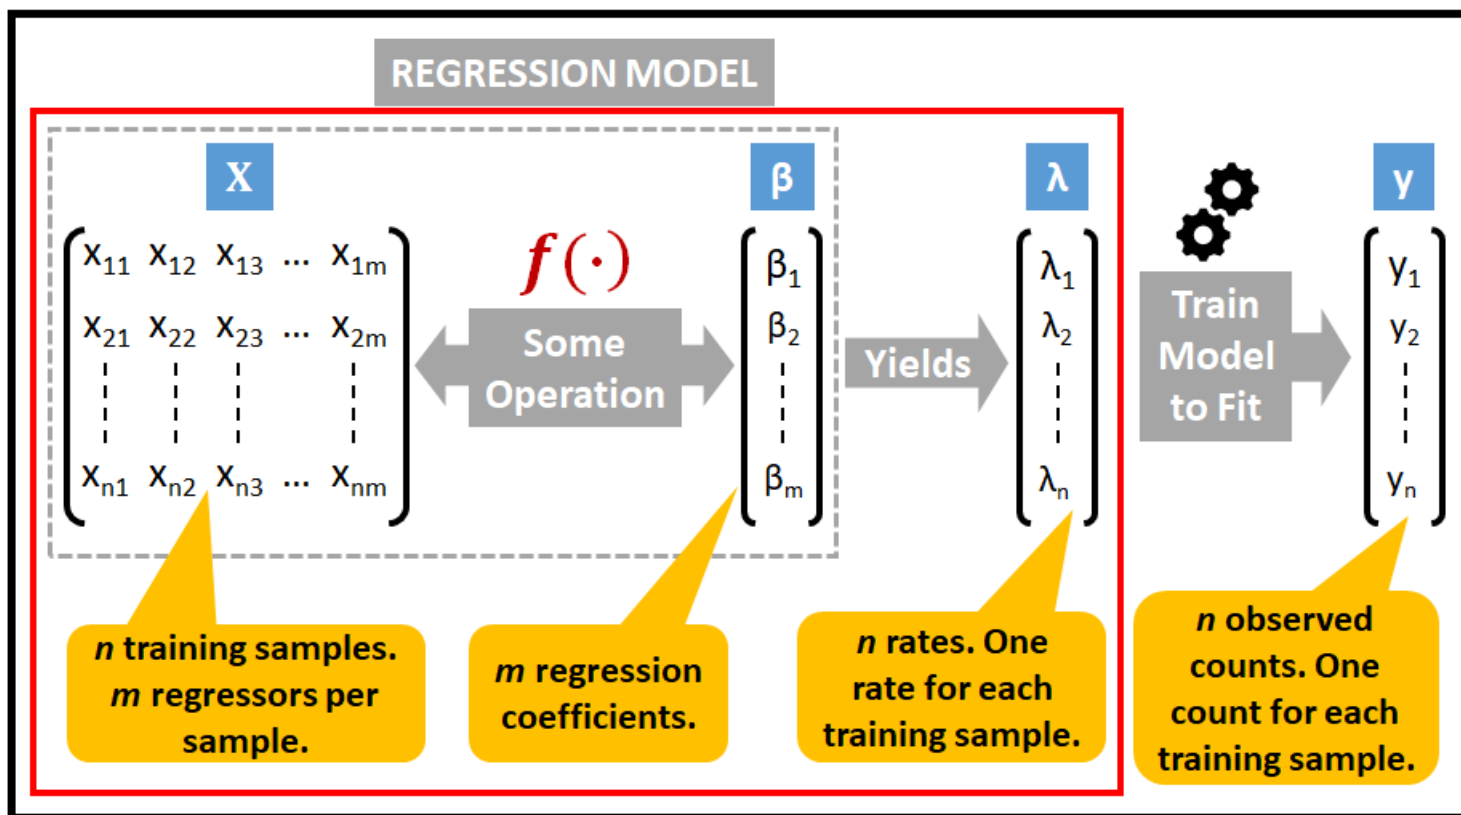 REGRESSION MODEL
X
β
λ
y
x11 x12 x13 ... x1m
x21 x22 x23 ... x2m
xn1 xn2 xn3 ... xnm
f(·)
Some
Operation
β1
β2
βm
Yields
λ1
λ2
λn
Train
Model
to Fit
y1
y2
yn
n training samples.
m regressors per
sample.
m regression
coefficients.
n rates. One
rate for each
training sample.
n observed
counts. One
count for each
training sample.